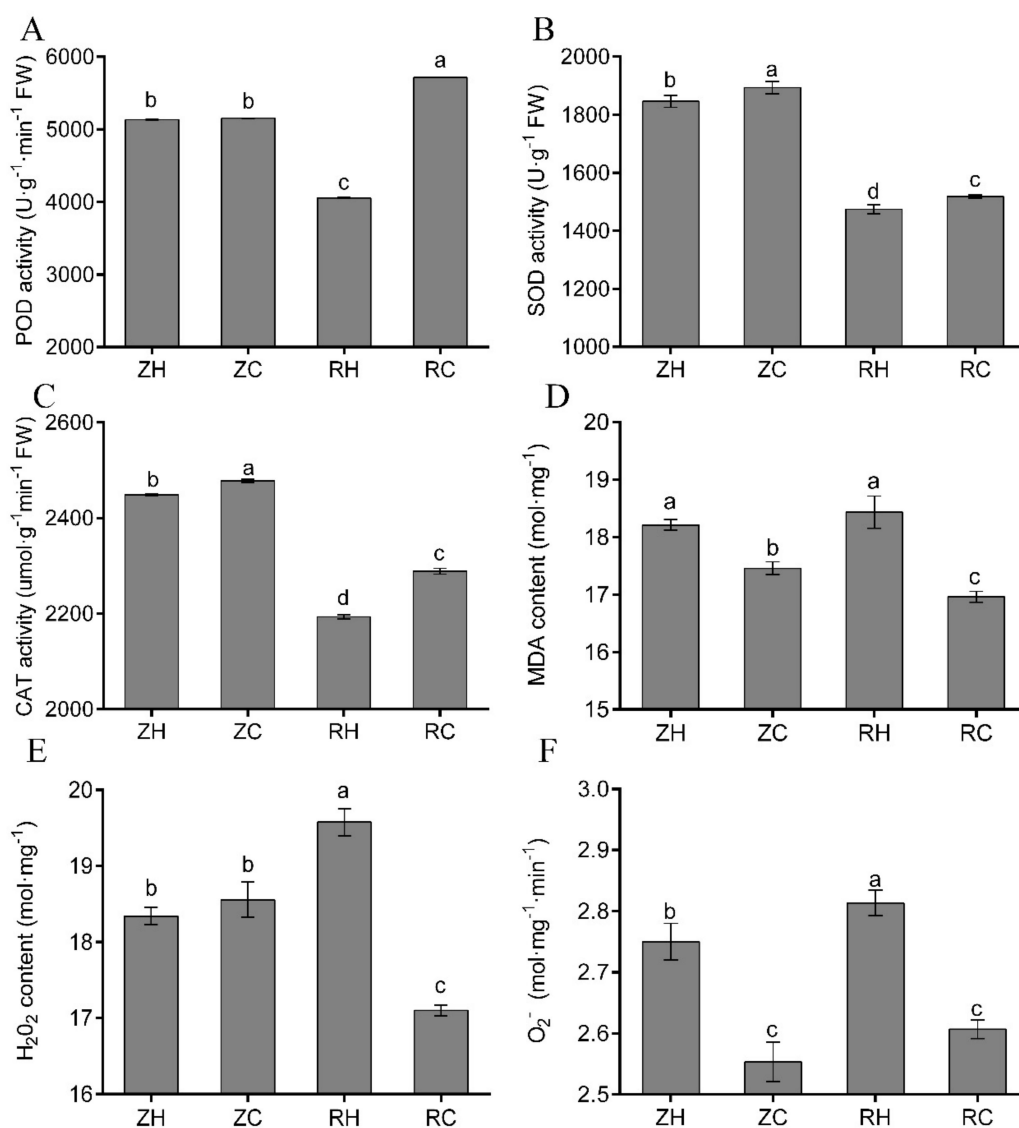 A
POD activity (U·g⁻¹·min⁻¹ FW)
6000
5000
4000
3000
2000
b
b
c
a
ZH ZC RH RC
B
SOD activity (U·g⁻¹ FW)
2000
1800
1600
1400
1200
1000
b
a
d
c
ZH ZC RH RC
C
CAT activity (umol·g⁻¹min⁻¹ FW)
2600
2400
2200
2000
b
a
d
c
ZH ZC RH RC
D
MDA content (mol·mg⁻¹)
20
19
18
17
16
15
a
b
a
c
ZH ZC RH RC
E
H₂O₂ content (mol·mg⁻¹)
20
19
18
17
16
b
b
a
c
ZH ZC RH RC
F
O₂⁻ (mol·mg⁻¹·min⁻¹)
3.0
2.9
2.8
2.7
2.6
2.5
b
c
a
c
ZH ZC RH RC